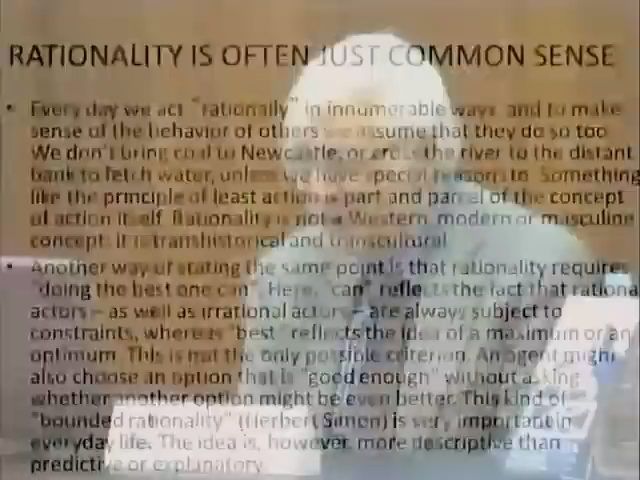 RATIONALITY IS OFTEN JUST COMMON SENSE
• Every day we act "rationally" in innumerable ways, and to make
sense of the behavior of others we assume that they do so too.
We don't bring coal to Newcastle, or cross the river to the distant
bank to fetch water, unless we have special reasons to. Something
like the principle of least action is part and parcel of the concept
of action itself. Rationality is not a Western, modern or masculine
concept: it is transhistorical and transcultural.
• Another way of stating the same point is that rationality requires
"doing the best one can". Here, "can" reflects the fact that rational
actors – as well as irrational actors – are always subject to
constraints, whereas "best" reflects the idea of a maximum or an
optimum. This is not the only possible criterion. An agent might
also choose an option that is "good enough" without asking
whether another option might be even better. This kind of
"bounded rationality" (Herbert Simon) is very important in
everyday life. The idea is, however, more descriptive than
predictive or explanatory.